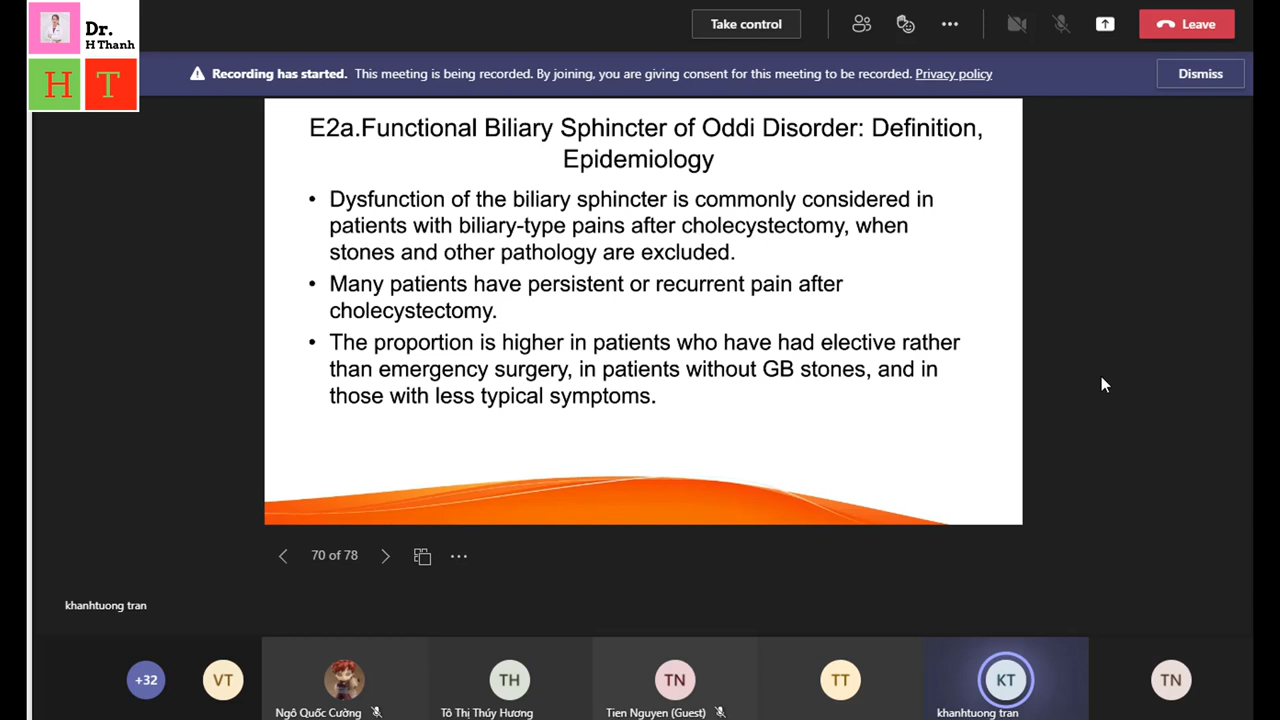 Dr.
H Thanh
H T
Take control
Leave
Recording has started. This meeting is being recorded. By joining, you are giving consent for this meeting to be recorded. Privacy policy
Dismiss
E2a.Functional Biliary Sphincter of Oddi Disorder: Definition,
Epidemiology
• Dysfunction of the biliary sphincter is commonly considered in
patients with biliary-type pains after cholecystectomy, when
stones and other pathology are excluded.
• Many patients have persistent or recurrent pain after
cholecystectomy.
• The proportion is higher in patients who have had elective rather
than emergency surgery, in patients without GB stones, and in
those with less typical symptoms.
70 of 78
khanhtuong tran
+32
VT
TH
TN
TT
KT
TN
Ngô Quốc Cường
Tô Thị Thúy Hương
Tien Nguyen (Guest)
khanhtuong tran